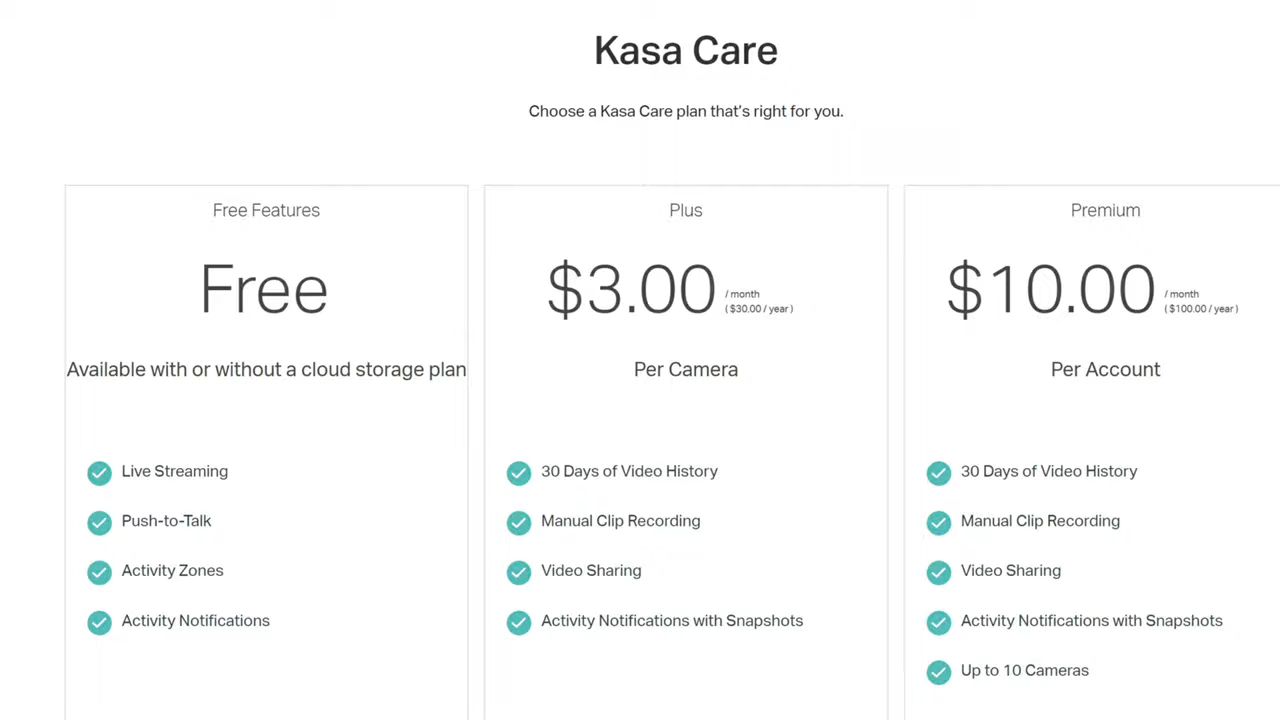 Kasa Care
Choose a Kasa Care plan that's right for you.
Free Features
Free
Available with or without a cloud storage plan
Live Streaming
Push-to-Talk
Activity Zones
Activity Notifications
Plus
$3.00 / month
( $30.00 / year )
Per Camera
30 Days of Video History
Manual Clip Recording
Video Sharing
Activity Notifications with Snapshots
Premium
$10.00 / month
( $100.00 / year )
Per Account
30 Days of Video History
Manual Clip Recording
Video Sharing
Activity Notifications with Snapshots
Up to 10 Cameras